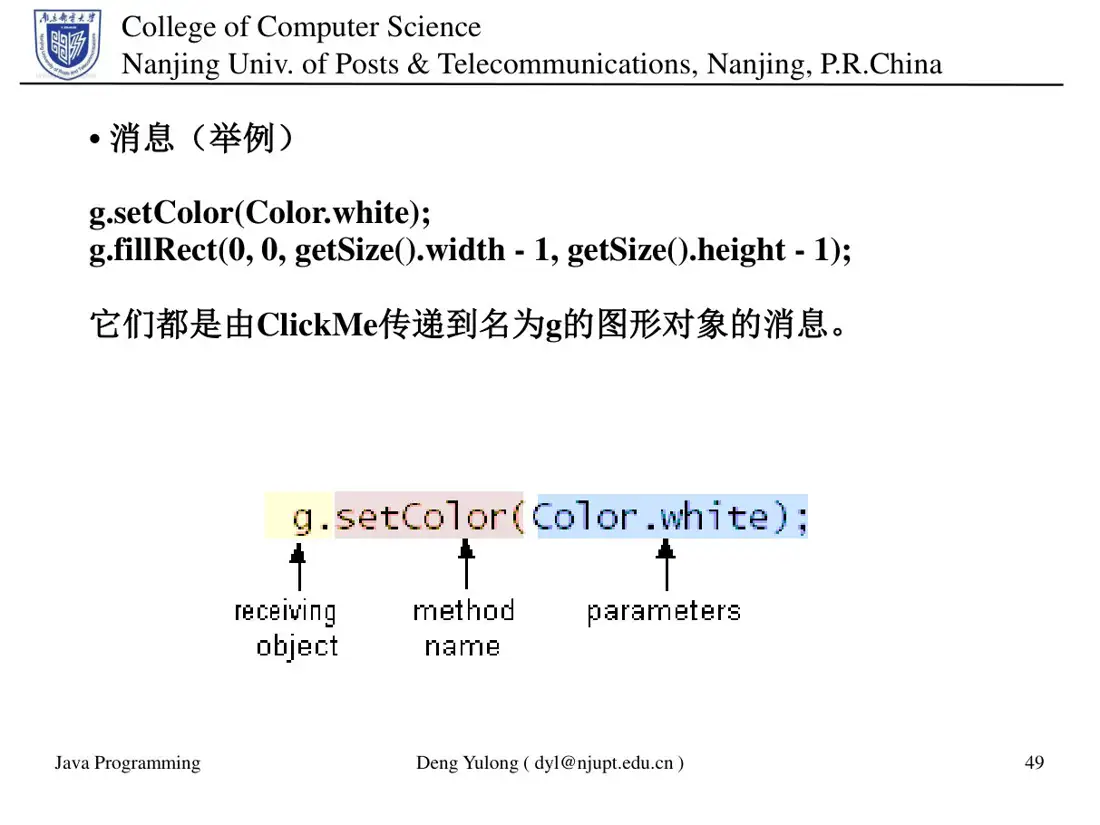 College of Computer Science
Nanjing Univ. of Posts & Telecommunications, Nanjing, P.R.China
• 消息（举例）
g.setColor(Color.white);
g.fillRect(0, 0, getSize().width - 1, getSize().height - 1);
它们都是由ClickMe传递到名为g的图形对象的消息。
g.setColor(Color.white);
receiving object
method name
parameters
Java Programming
Deng Yulong ( dyl@njupt.edu.cn )
49